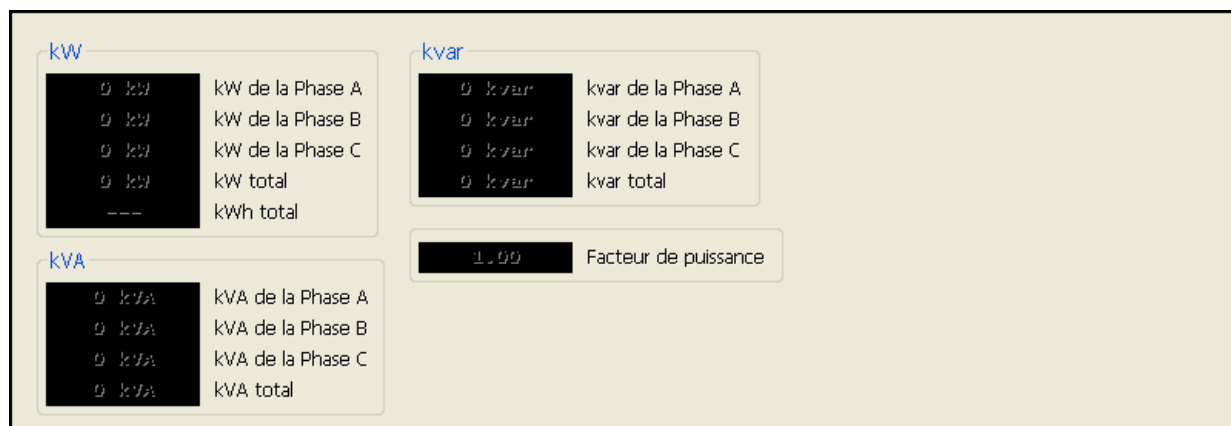 kW
0 kW kW de la Phase A
0 kW kW de la Phase B
0 kW kW de la Phase C
0 kW kW total
--- kWh total
kVA
0 kVA kVA de la Phase A
0 kVA kVA de la Phase B
0 kVA kVA de la Phase C
0 kVA kVA total
kvar
0 kvar kvar de la Phase A
0 kvar kvar de la Phase B
0 kvar kvar de la Phase C
0 kvar kvar total
1.00 Facteur de puissance